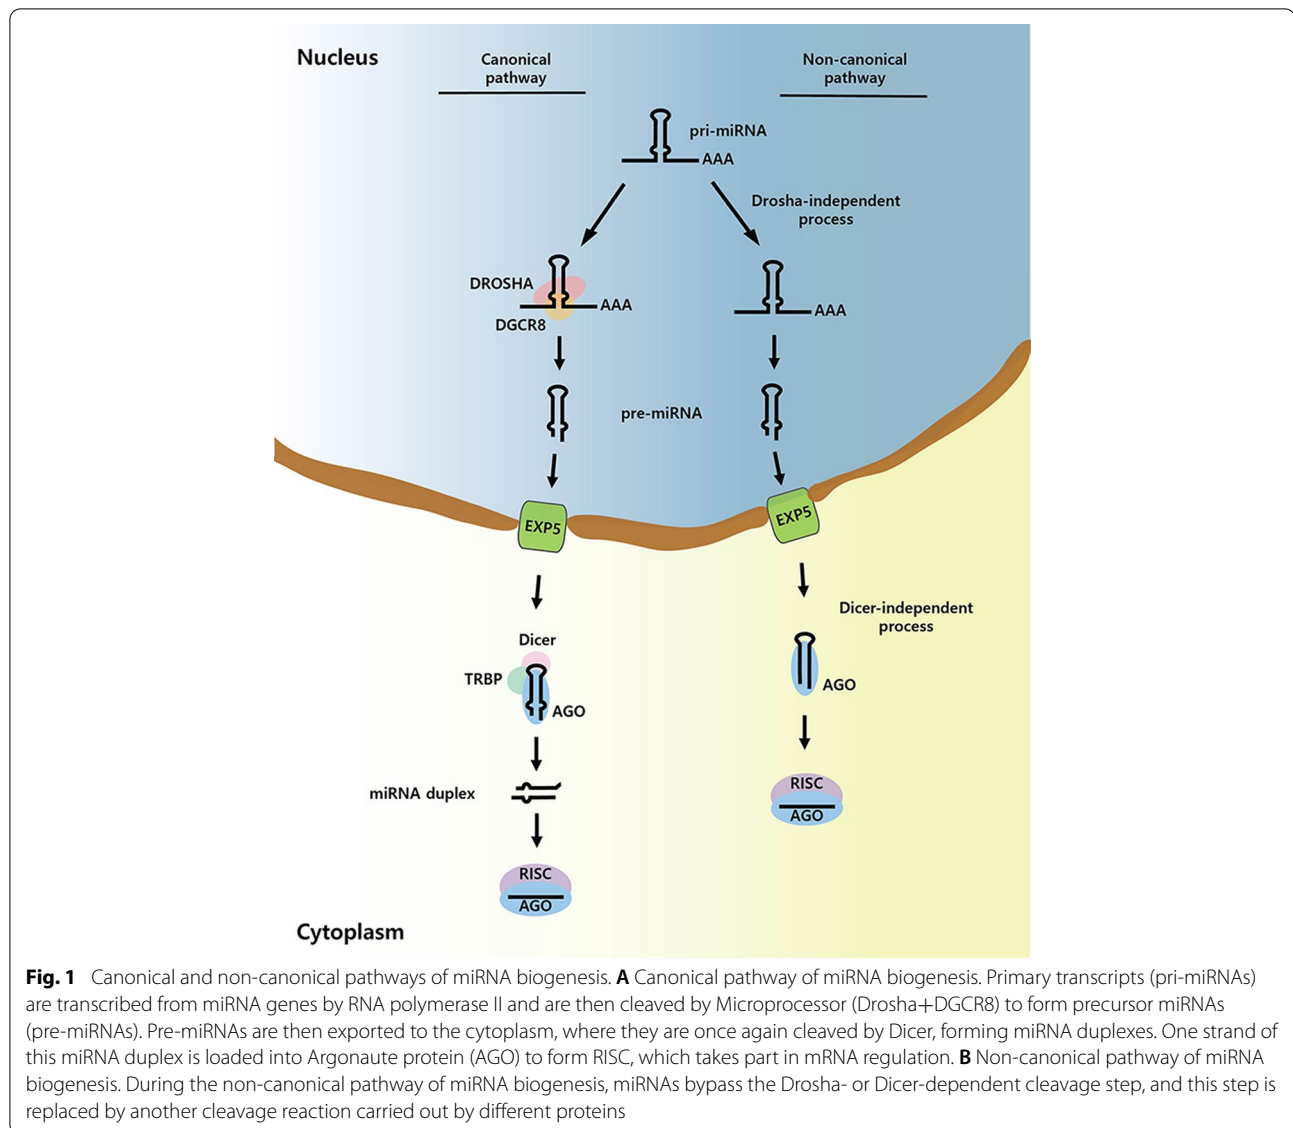 Nucleus
Canonical
pathway
Non-canonical
pathway
pri-miRNA
AAA
Drosha-independent
process
DROSHA
AAA
DGCR8
AAA
pre-miRNA
EXP5
EXP5
Dicer-independent
process
Dicer
TRBP
AGO
AGO
miRNA duplex
RISC
AGO
RISC
AGO
Cytoplasm
Fig. 1 Canonical and non-canonical pathways of miRNA biogenesis. A Canonical pathway of miRNA biogenesis. Primary transcripts (pri-miRNAs)
are transcribed from miRNA genes by RNA polymerase II and are then cleaved by Microprocessor (Drosha+DGCR8) to form precursor miRNAs
(pre-miRNAs). Pre-miRNAs are then exported to the cytoplasm, where they are once again cleaved by Dicer, forming miRNA duplexes. One strand of
this miRNA duplex is loaded into Argonaute protein (AGO) to form RISC, which takes part in mRNA regulation. B Non-canonical pathway of miRNA
biogenesis. During the non-canonical pathway of miRNA biogenesis, miRNAs bypass the Drosha- or Dicer-dependent cleavage step, and this step is
replaced by another cleavage reaction carried out by different proteins